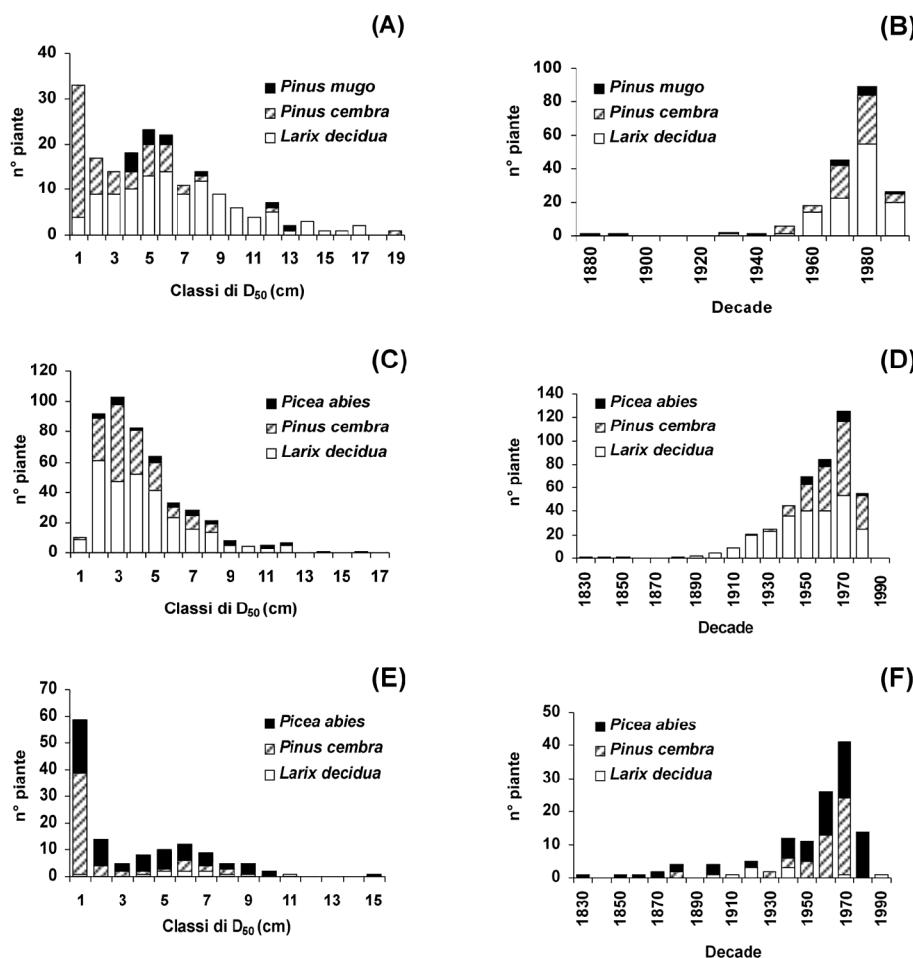 (A)
40
30
20
10
0
n° piante
Pinus mugo
Pinus cembra
Larix decidua
1 3 5 7 9 11 13 15 17 19
Classi di D50 (cm)
(B)
100
80
60
40
20
0
n° piante
Pinus mugo
Pinus cembra
Larix decidua
1880 1900 1920 1940 1960 1980
Decade
(C)
120
100
80
60
40
20
0
n° piante
Picea abies
Pinus cembra
Larix decidua
1 3 5 7 9 11 13 15 17
Classi di D50 (cm)
(D)
140
120
100
80
60
40
20
0
n° piante
Picea abies
Pinus cembra
Larix decidua
1830 1850 1870 1890 1910 1930 1950 1970 1990
Decade
(E)
70
60
50
40
30
20
10
0
n° piante
Picea abies
Pinus cembra
Larix decidua
1 3 5 7 9 11 13 15
Classi di D50 (cm)
(F)
50
40
30
20
10
0
n° piante
Picea abies
Pinus cembra
Larix decidua
1830 1850 1870 1890 1910 1930 1950 1970 1990
Decade